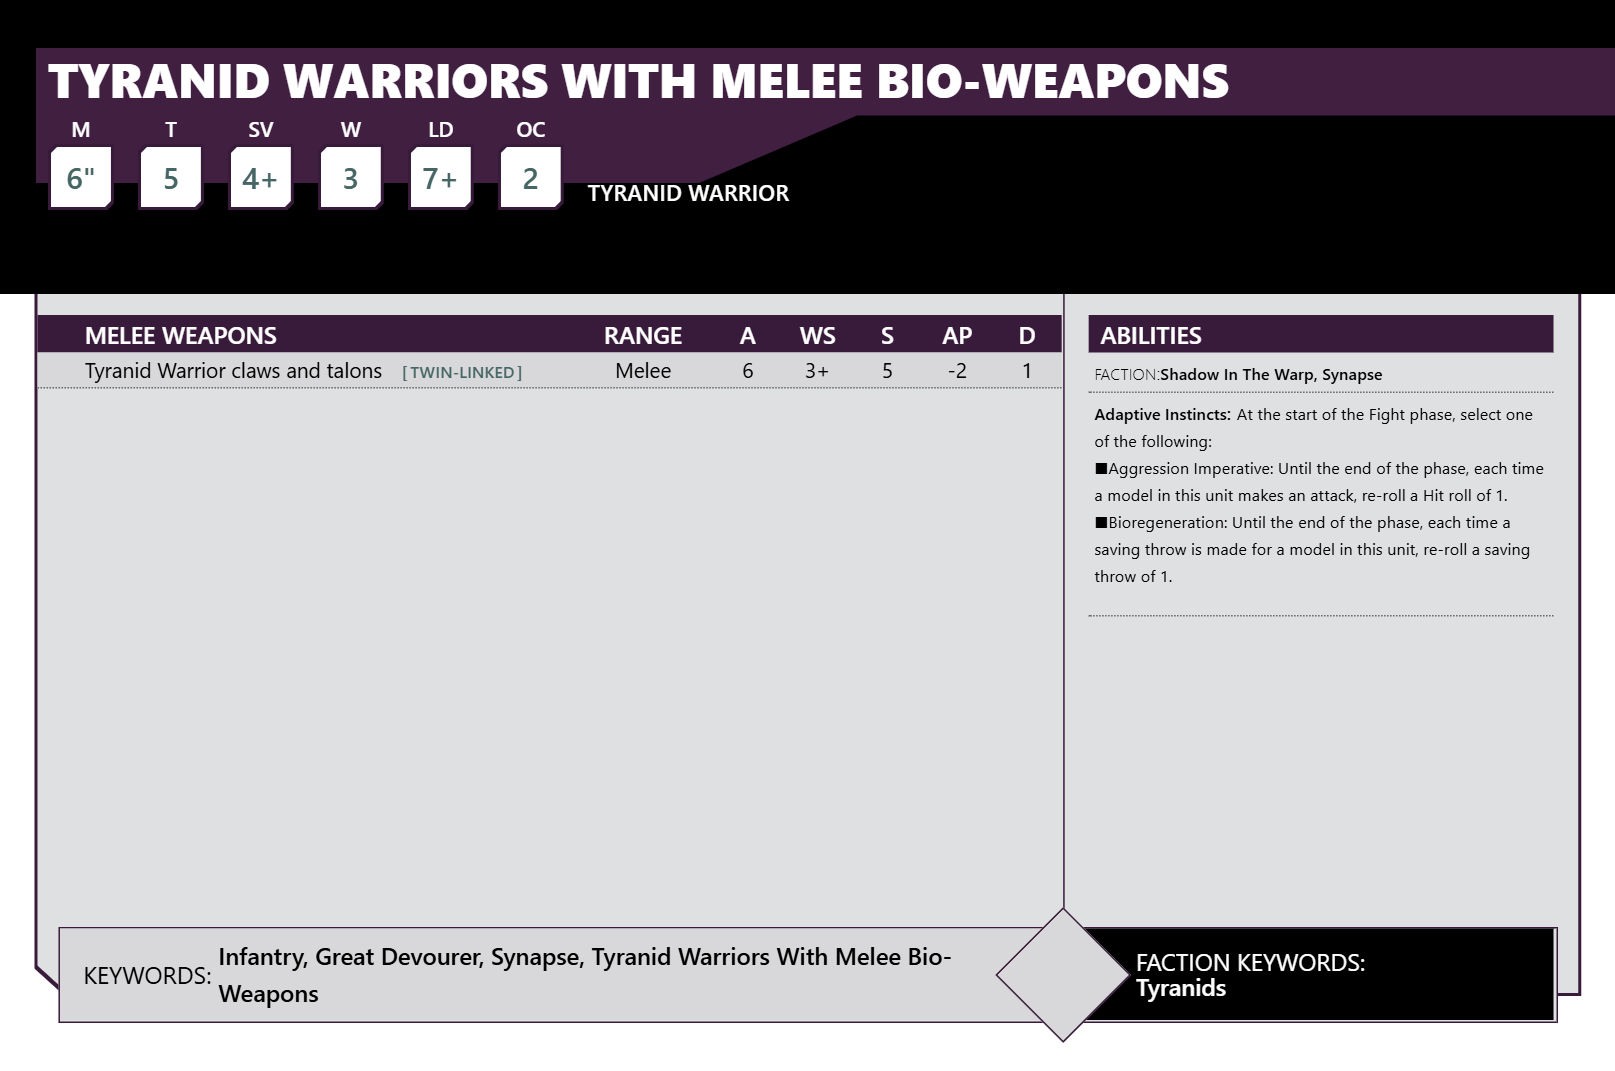 TYRANID WARRIORS WITH MELEE BIO-WEAPONS
M T SV W LD OC
6" 5 4+ 3 7+ 2
TYRANID WARRIOR
MELEE WEAPONS RANGE A WS S AP D
Tyranid Warrior claws and talons [TWIN-LINKED] Melee 6 3+ 5 -2 1
ABILITIES
FACTION:Shadow In The Warp, Synapse
Adaptive Instincts: At the start of the Fight phase, select one
of the following:
■Aggression Imperative: Until the end of the phase, each time
a model in this unit makes an attack, re-roll a Hit roll of 1.
■Bioregeneration: Until the end of the phase, each time a
saving throw is made for a model in this unit, re-roll a saving
throw of 1.
KEYWORDS: Infantry, Great Devourer, Synapse, Tyranid Warriors With Melee Bio-
Weapons
FACTION KEYWORDS:
Tyranids